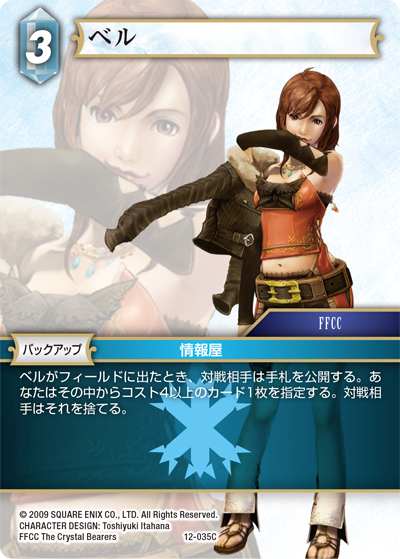 3
ベル
FFCC
バックアップ
情報屋
ベルがフィールドに出たとき、対戦相手は手札を公開する。あ
なたはその中からコスト4以上のカード1枚を指定する。対戦相
手はそれを捨てる。
© 2009 SQUARE ENIX CO., LTD. All Rights Reserved.
CHARACTER DESIGN: Toshiyuki Itahana
FFCC The Crystal Bearers
12-035C